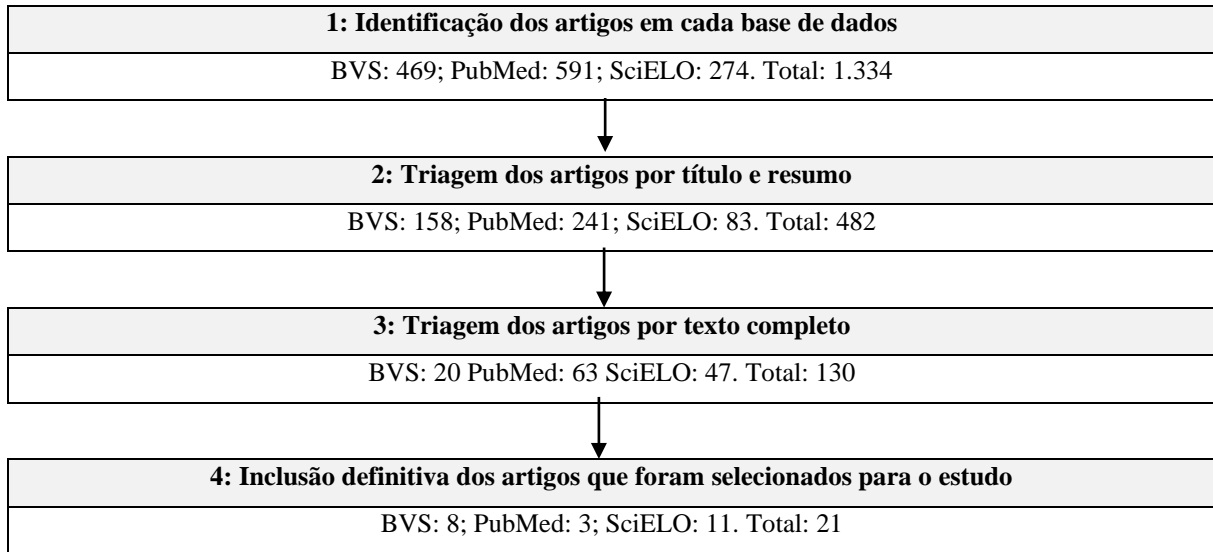 1: Identificação dos artigos em cada base de dados
BVS: 469; PubMed: 591; SciELO: 274. Total: 1.334
2: Triagem dos artigos por título e resumo
BVS: 158; PubMed: 241; SciELO: 83. Total: 482
3: Triagem dos artigos por texto completo
BVS: 20 PubMed: 63 SciELO: 47. Total: 130
4: Inclusão definitiva dos artigos que foram selecionados para o estudo
BVS: 8; PubMed: 3; SciELO: 11. Total: 21